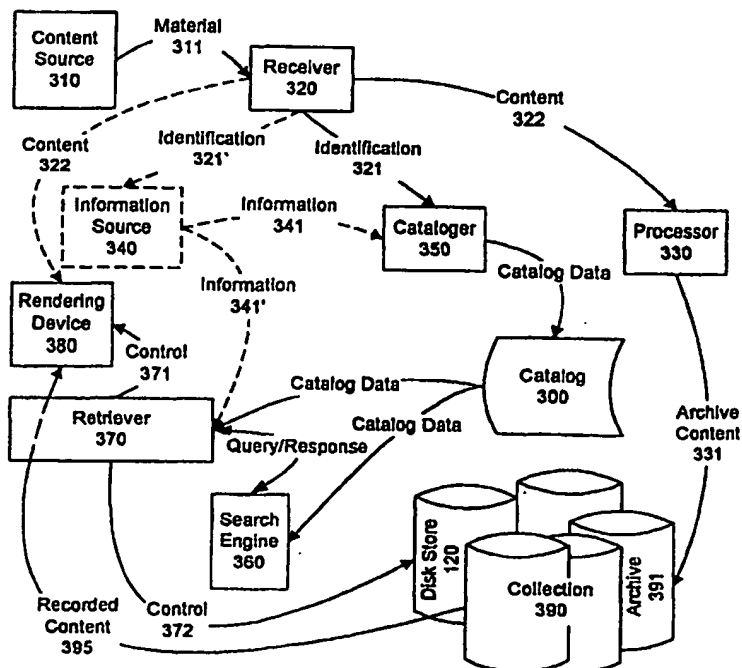 Content
Source
310
Material
311
Receiver
320
Content
322
Content
322
Identification
321'
Identification
321
Information
Source
340
Information
341
Cataloger
350
Processor
330
Catalog Data
Information
341'
Rendering
Device
380
Control
371
Catalog
300
Catalog Data
Catalog Data
Archive
Content
331
Retriever
370
Query/Response
Search
Engine
360
Disk Store
120
Collection
390
Archive
391
Recorded
Content
395
Control
372